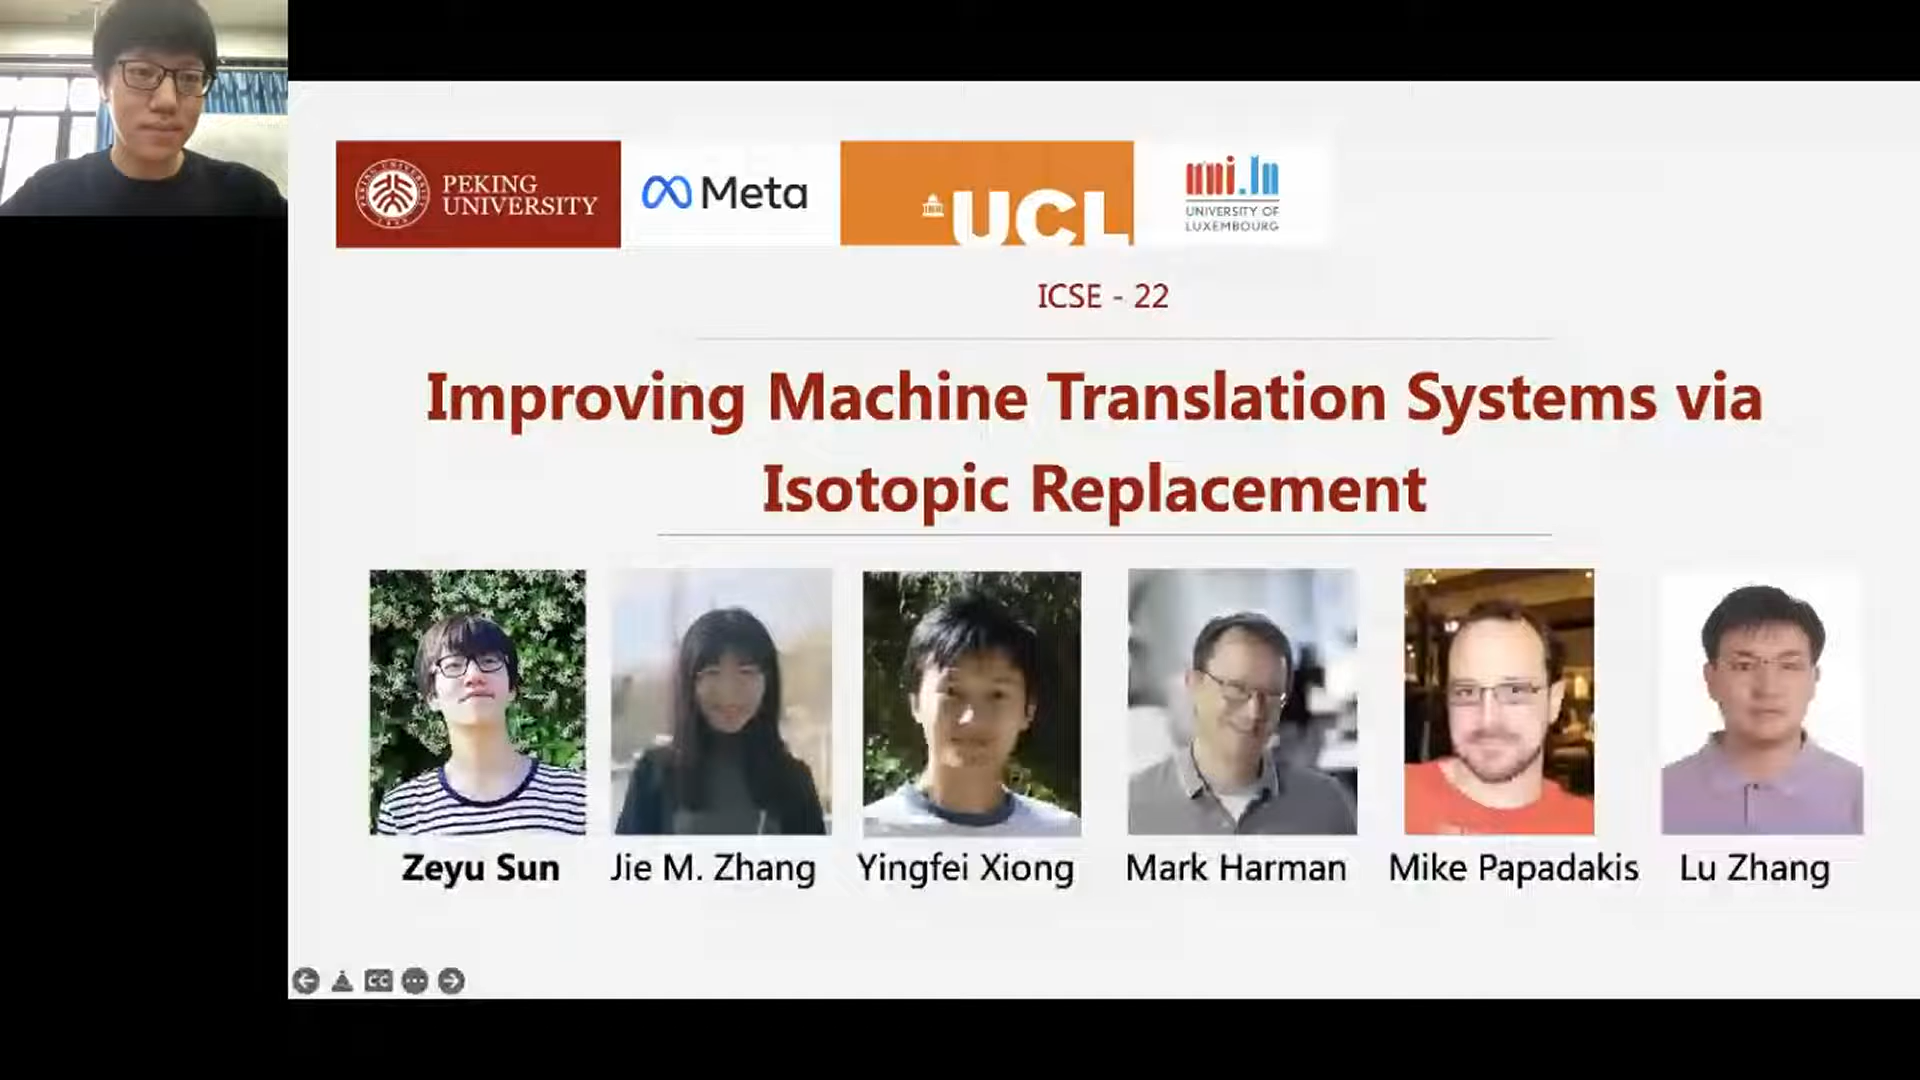 PEKING
UNIVERSITY
Meta
UCL
uni.lu
UNIVERSITY OF
LUXEMBOURG
ICSE - 22
Improving Machine Translation Systems via
Isotopic Replacement
Zeyu Sun
Jie M. Zhang
Yingfei Xiong
Mark Harman
Mike Papadakis
Lu Zhang
CC